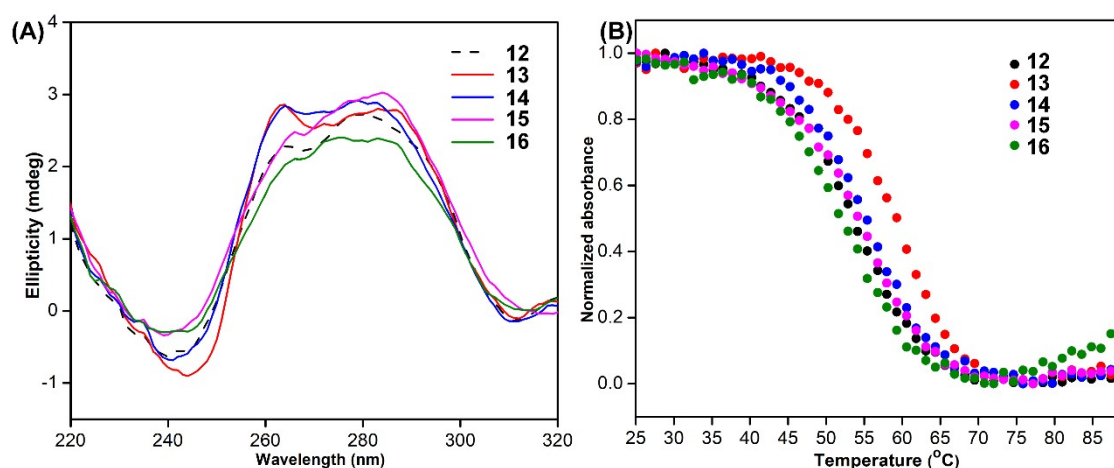 (A)
Ellipticity (mdeg)
4
3
2
1
0
-1
220 240 260 280 300 320
Wavelength (nm)
12
13
14
15
16
(B)
Normalized absorbance
1.0
0.8
0.6
0.4
0.2
0.0
25 30 35 40 45 50 55 60 65 70 75 80 85
Temperature (°C)
12
13
14
15
16